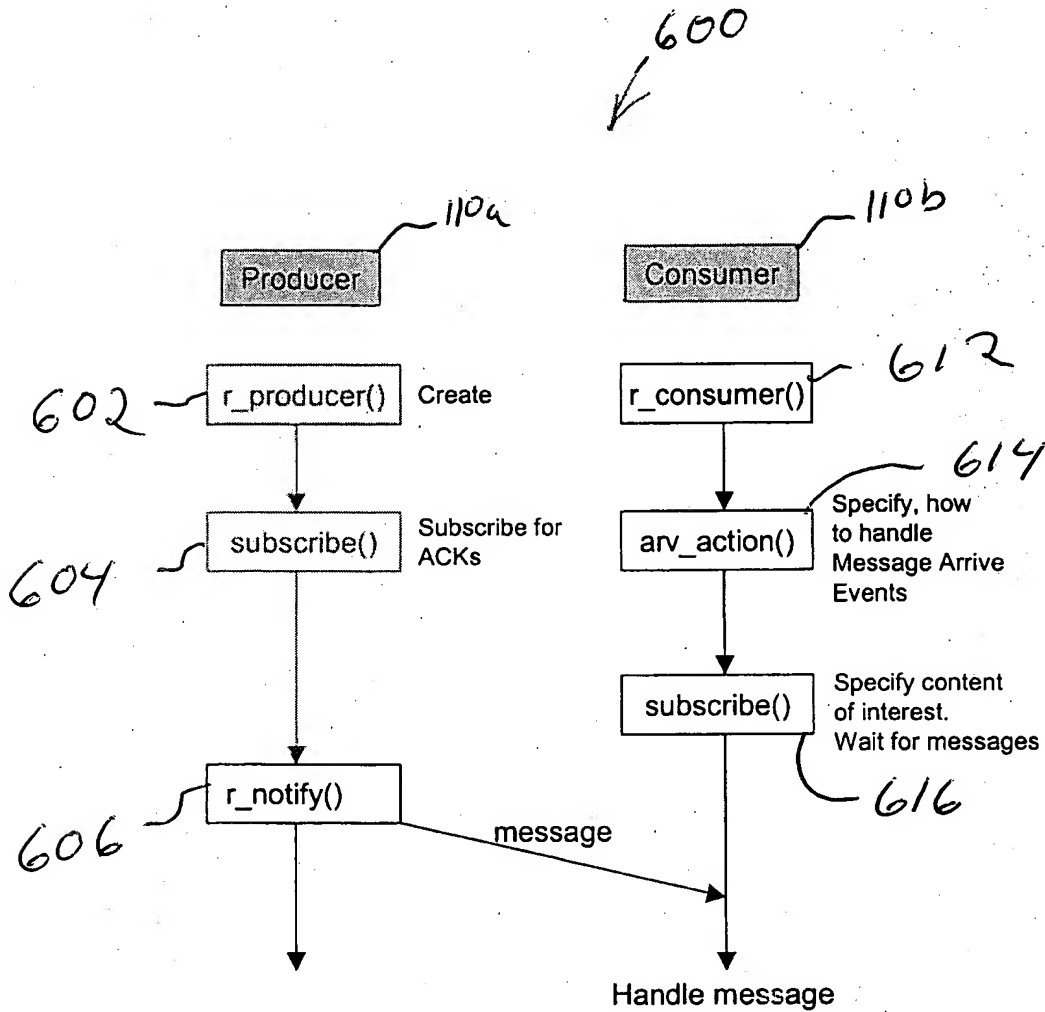 600
110a
110b
Producer
Consumer
602
r_producer()
Create
r_consumer()
612
604
subscribe()
Subscribe for
ACKs
arv_action()
614
Specify, how
to handle
Message Arrive
Events
subscribe()
Specify content
of interest.
Wait for messages
616
606
r_notify()
message
Handle message